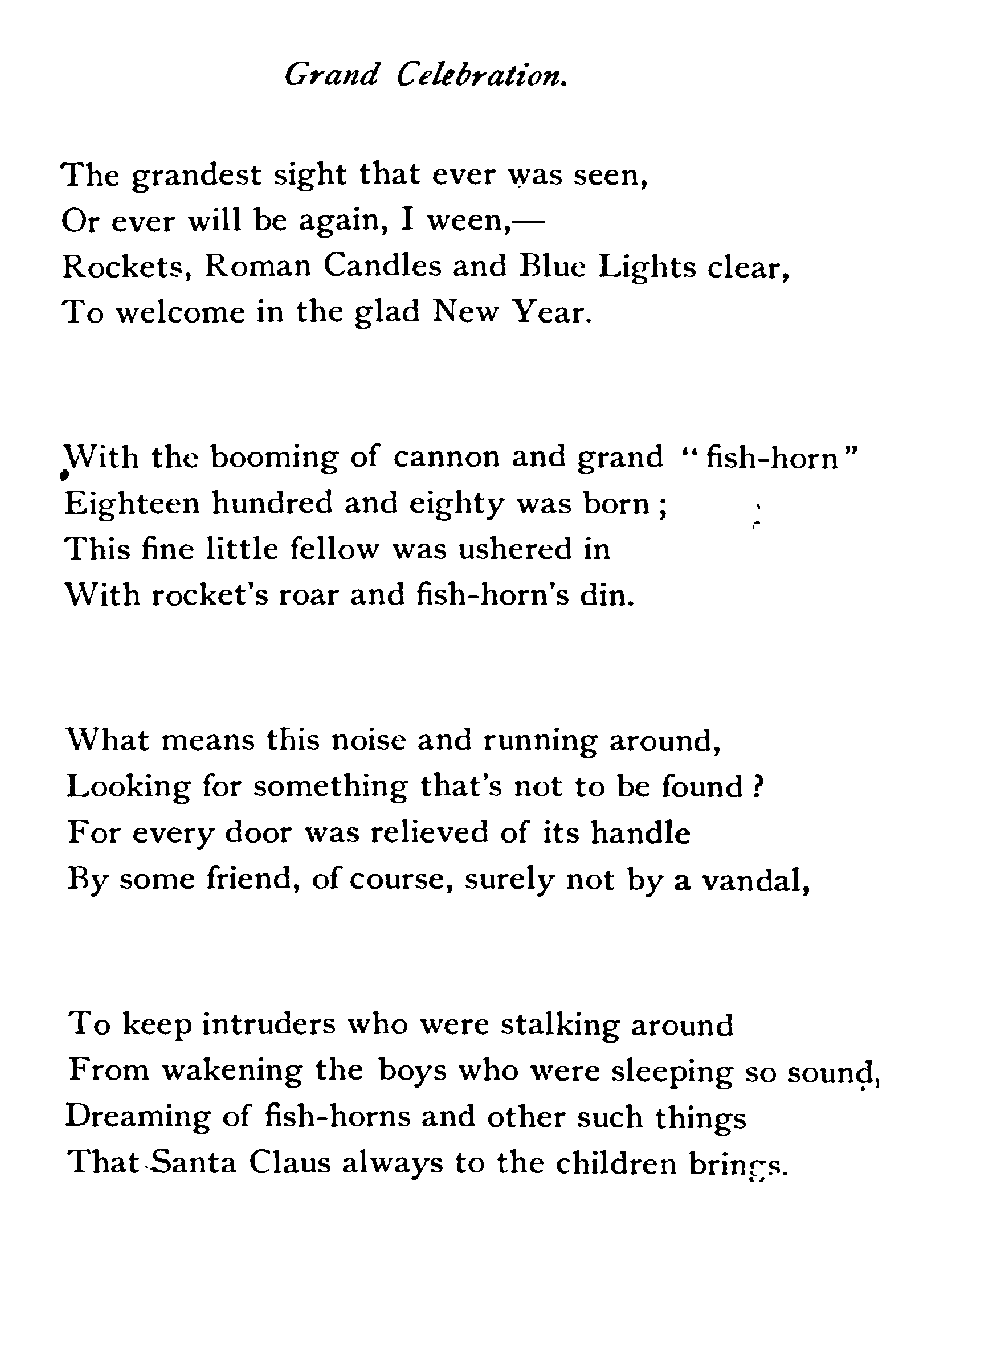 Grand Celebration.
The grandest sight that ever was seen,
Or ever will be again, I ween,—
Rockets, Roman Candles and Blue Lights clear,
To welcome in the glad New Year.
With the booming of cannon and grand “ fish-horn ”
Eighteen hundred and eighty was born ;
This fine little fellow was ushered in
With rocket's roar and fish-horn's din.
What means this noise and running around,
Looking for something that's not to be found ?
For every door was relieved of its handle
By some friend, of course, surely not by a vandal,
To keep intruders who were stalking around
From wakening the boys who were sleeping so sound,
Dreaming of fish-horns and other such things
That Santa Claus always to the children brings.